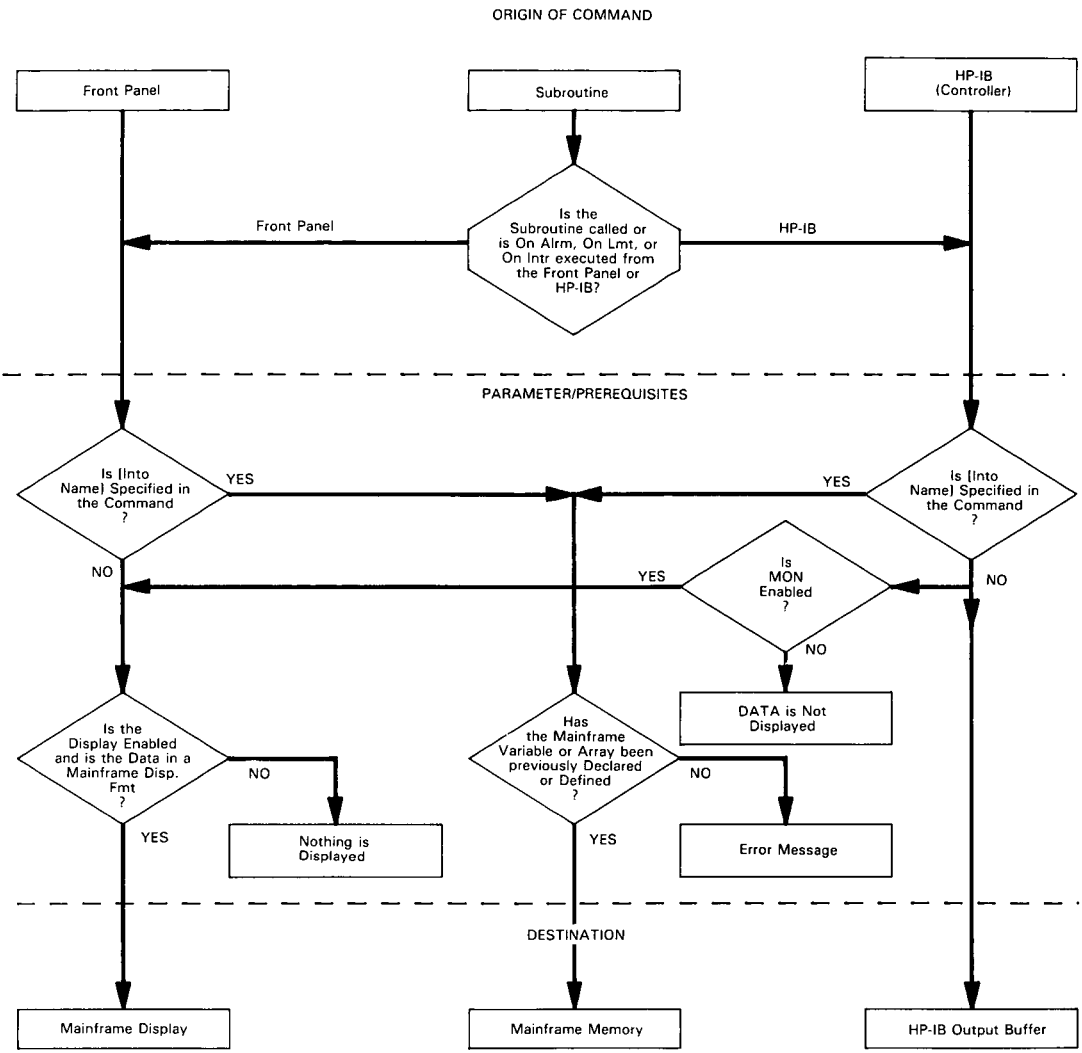 ORIGIN OF COMMAND
Front Panel
Subroutine
HP-IB
(Controller)
Is the
Subroutine called or
is On Alrm, On Lmt, or
On Intr executed from
the Front Panel or
HP-IB?
Front Panel
HP-IB
PARAMETER/PREREQUISITES
Is [Into
Name] Specified in
the Command
?
YES
NO
YES
Is [Into
Name] Specified in
the Command
?
NO
Is
MON
Enabled
?
YES
NO
DATA is Not
Displayed
Is the
Display Enabled
and is the Data in a
Mainframe Disp.
Fmt
?
NO
YES
Nothing is
Displayed
Has
the Mainframe
Variable or Array been
previously Declared
or Defined
?
NO
YES
Error Message
DESTINATION
Mainframe Display
Mainframe Memory
HP-IB Output Buffer